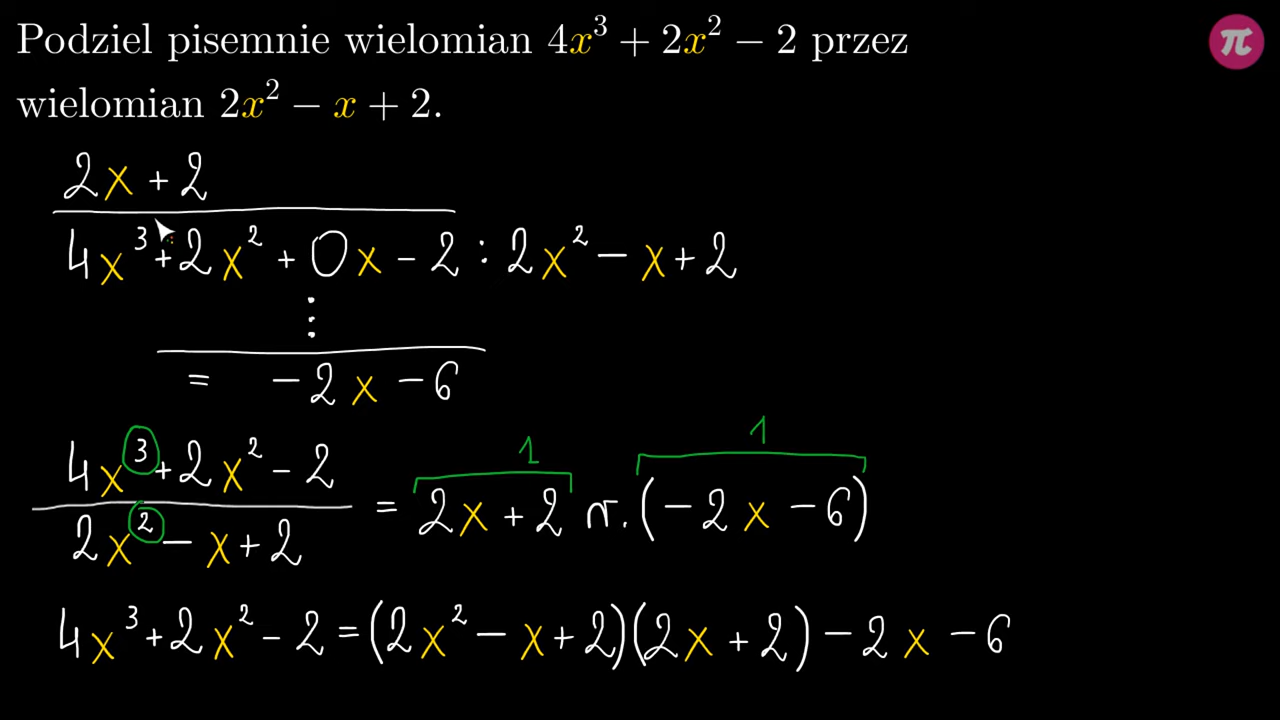 Podziel pisemnie wielomian 4x³ + 2x² − 2 przez
wielomian 2x² − x + 2.
π
2x + 2
4x³ + 2x² + 0x − 2 : 2x² − x + 2
⋮
= −2x − 6
1 1
4x³ + 2x² − 2
= 2x + 2 r. (−2x − 6)
2x² − x + 2
4x³ + 2x² − 2 = (2x² − x + 2)(2x + 2) − 2x − 6